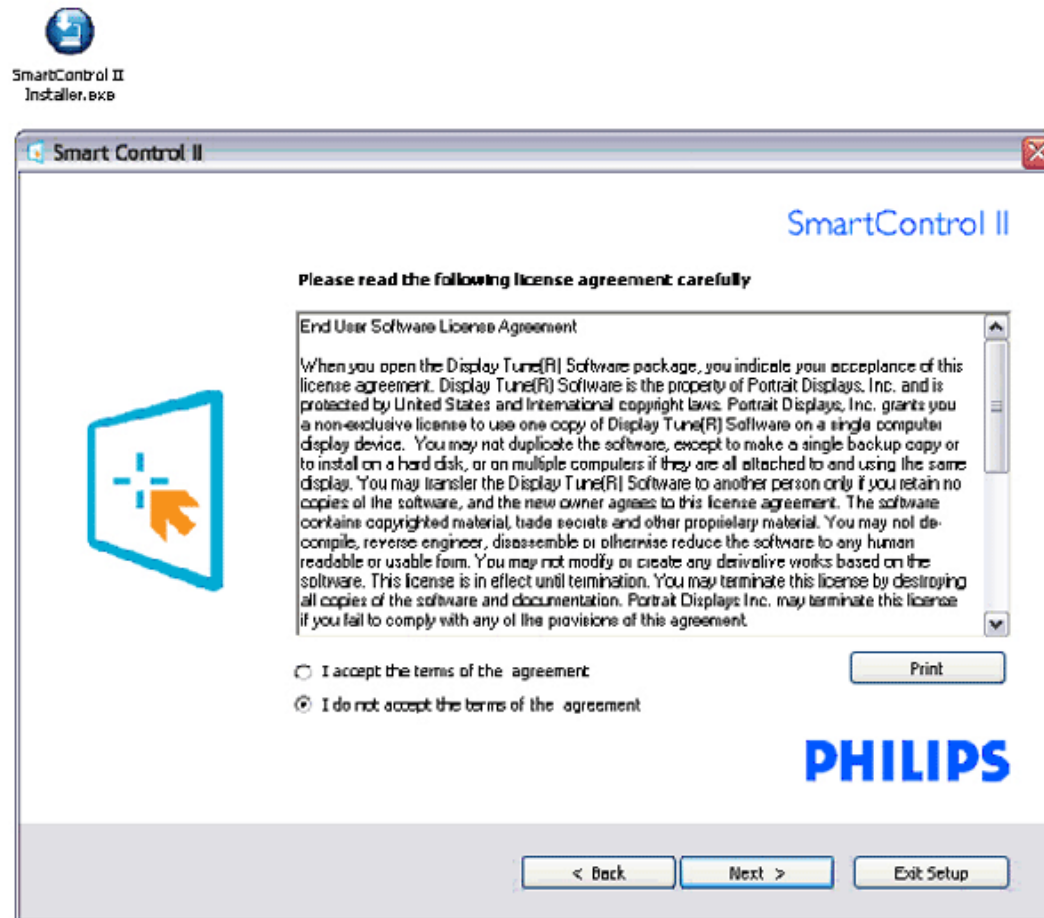 SmartControl II
Installer.exe
Smart Control II
SmartControl II
Please read the following license agreement carefully
End User Software License Agreement
When you open the Display Tune(R) Software package, you indicate your acceptance of this
license agreement. Display Tune(R) Software is the property of Portrait Displays, Inc. and is
protected by United States and International copyright laws. Portrait Displays, Inc. grants you
a non-exclusive license to use one copy of Display Tune(R) Software on a single computer
display device. You may not duplicate the software, except to make a single backup copy or
to install on a hard disk, or on multiple computers if they are all attached to and using the same
display. You may transfer the Display Tune(R) Software to another person only if you retain no
copies of the software, and the new owner agrees to this license agreement. The software
contains copyrighted material, trade secrets and other proprietary material. You may not de-
compile, reverse engineer, disassemble or otherwise reduce the software to any human
readable or usable form. You may not modify or create any derivative works based on the
software. This license is in effect until termination. You may terminate this license by destroying
all copies of the software and documentation. Portrait Displays Inc. may terminate this license
if you fail to comply with any of the provisions of this agreement.
I accept the terms of the agreement
Print
I do not accept the terms of the agreement
PHILIPS
< Back
Next >
Exit Setup